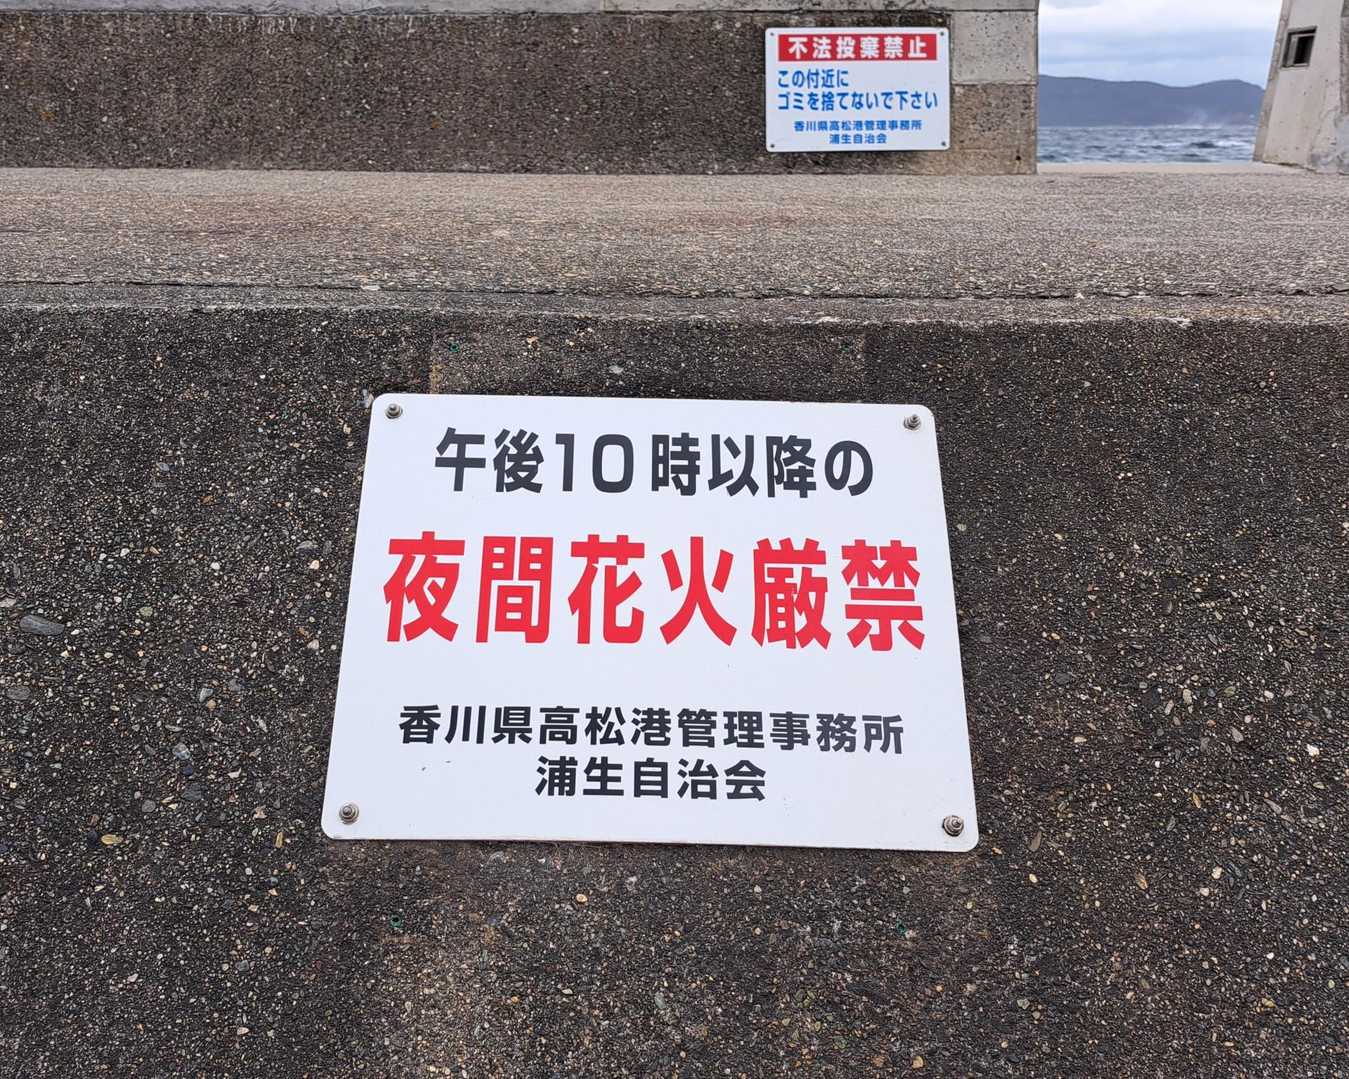 不法投棄禁止
この付近に
ゴミを捨てないで下さい
香川県高松港管理事務所
浦生自治会
午後10時以降の
夜間花火厳禁
香川県高松港管理事務所
浦生自治会